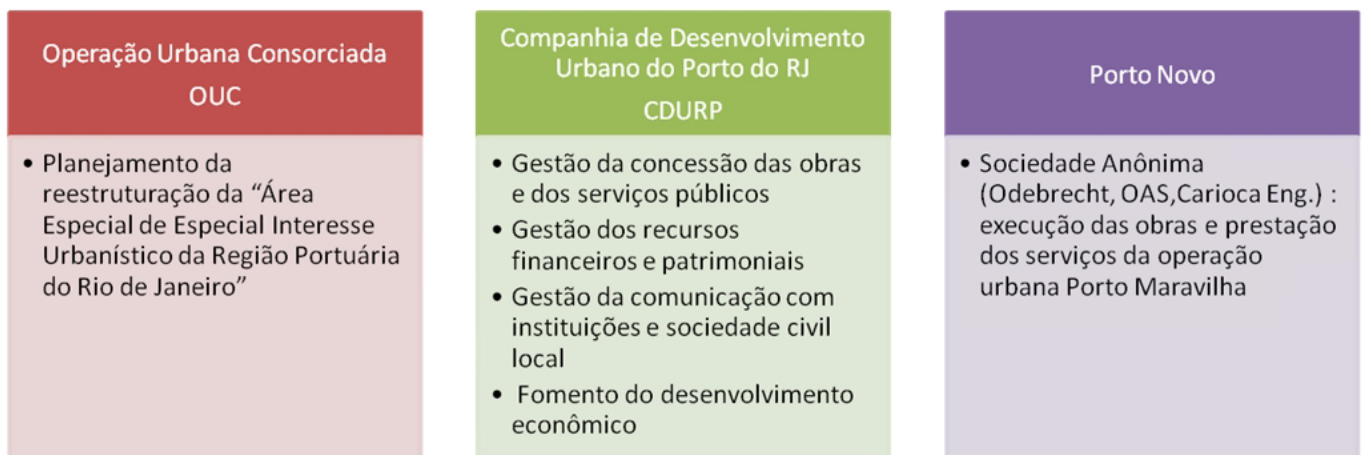 Operação Urbana Consorciada
OUC
• Planejamento da
reestruturação da “Área
Especial de Especial Interesse
Urbanístico da Região Portuária
do Rio de Janeiro”
Companhia de Desenvolvimento
Urbano do Porto do RJ
CDURP
• Gestão da concessão das obras
e dos serviços públicos
• Gestão dos recursos
financeiros e patrimoniais
• Gestão da comunicação com
instituições e sociedade civil
local
• Fomento do desenvolvimento
econômico
Porto Novo
• Sociedade Anônima
(Odebrecht, OAS,Carioca Eng.) :
execução das obras e prestação
dos serviços da operação
urbana Porto Maravilha